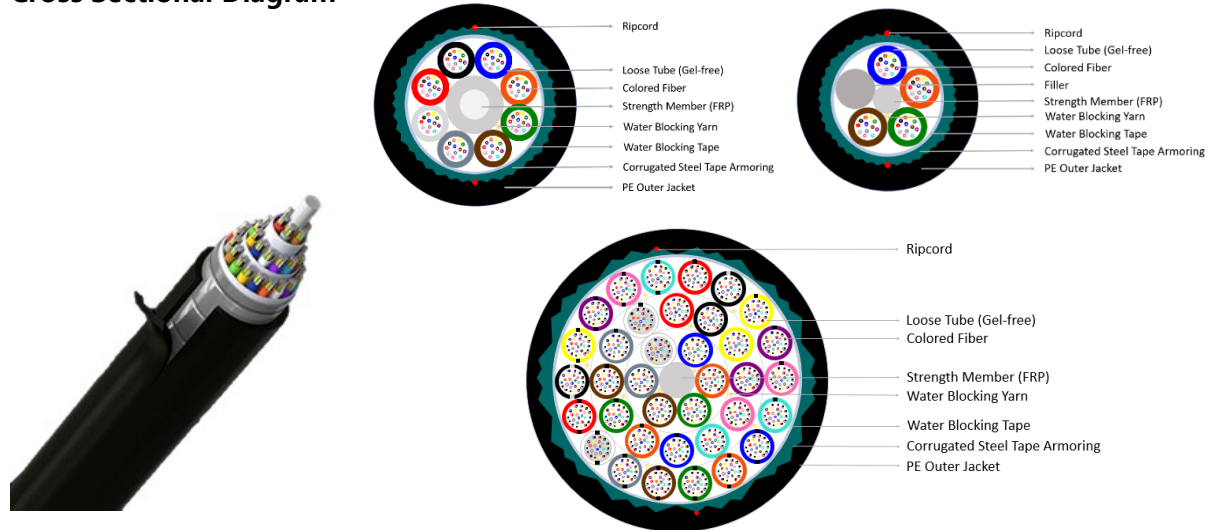 Cross Sectional Diagram
Ripcord
Loose Tube (Gel-free)
Colored Fiber
Strength Member (FRP)
Water Blocking Yarn
Water Blocking Tape
Corrugated Steel Tape Armoring
PE Outer Jacket
Ripcord
Loose Tube (Gel-free)
Colored Fiber
Filler
Strength Member (FRP)
Water Blocking Yarn
Water Blocking Tape
Corrugated Steel Tape Armoring
PE Outer Jacket
Ripcord
Loose Tube (Gel-free)
Colored Fiber
Strength Member (FRP)
Water Blocking Yarn
Water Blocking Tape
Corrugated Steel Tape Armoring
PE Outer Jacket